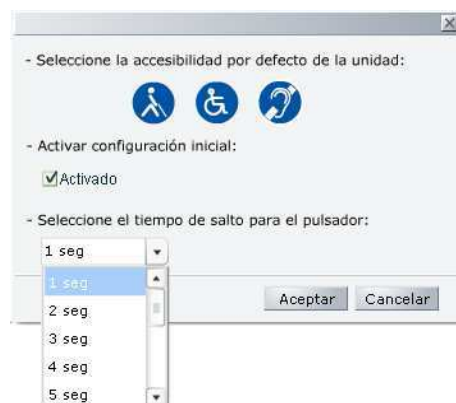 - Seleccione la accesibilidad por defecto de la unidad:
- Activar configuración inicial:
Activado
- Seleccione el tiempo de salto para el pulsador:
1 seg
1 seg
2 seg
3 seg
4 seg
5 seg
Aceptar Cancelar